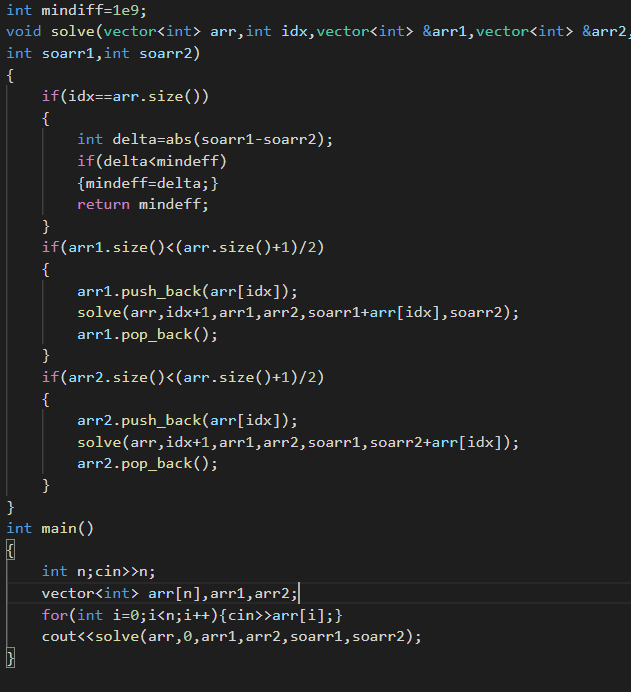 int mindiff=1e9;
void solve(vector<int> arr,int idx,vector<int> &arr1,vector<int> &arr2,
int soarr1,int soarr2)
{
    if(idx==arr.size())
    {
        int delta=abs(soarr1-soarr2);
        if(delta<mindeff)
        {mindeff=delta;}
        return mindeff;
    }
    if(arr1.size()<(arr.size()+1)/2)
    {
        arr1.push_back(arr[idx]);
        solve(arr,idx+1,arr1,arr2,soarr1+arr[idx],soarr2);
        arr1.pop_back();
    }
    if(arr2.size()<(arr.size()+1)/2)
    {
        arr2.push_back(arr[idx]);
        solve(arr,idx+1,arr1,arr2,soarr1,soarr2+arr[idx]);
        arr2.pop_back();
    }
}
int main()
{
    int n;cin>>n;
    vector<int> arr[n],arr1,arr2;
    for(int i=0;i<n;i++){cin>>arr[i];}
    cout<<solve(arr,0,arr1,arr2,soarr1,soarr2);
}